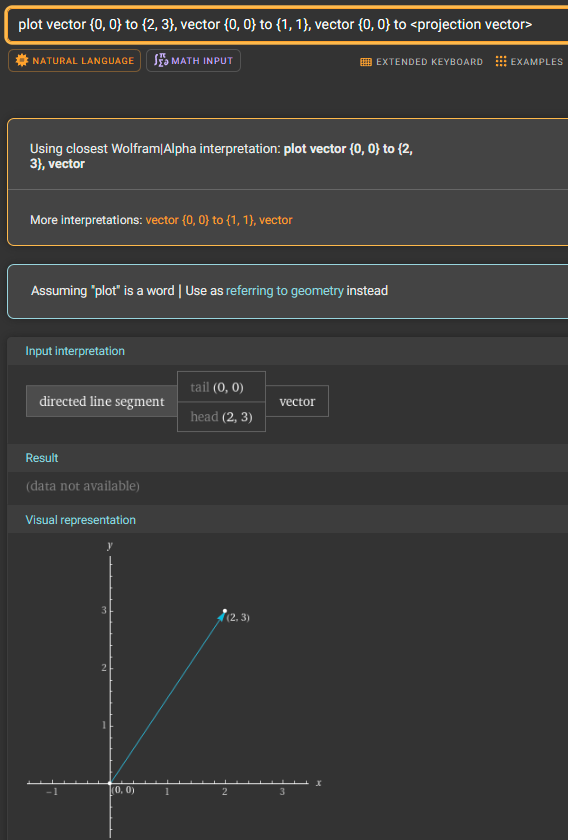 plot vector {0, 0} to {2, 3}, vector {0, 0} to {1, 1}, vector {0, 0} to <projection vector>
NATURAL LANGUAGE
MATH INPUT
EXTENDED KEYBOARD
EXAMPLES
Using closest Wolfram|Alpha interpretation: plot vector {0, 0} to {2,
3}, vector
More interpretations: vector {0, 0} to {1, 1}, vector
Assuming "plot" is a word | Use as referring to geometry instead
Input interpretation
directed line segment
tail (0, 0)
head (2, 3)
vector
Result
(data not available)
Visual representation
y
3
(2, 3)
2
1
(0, 0)
-1
1
2
3
x